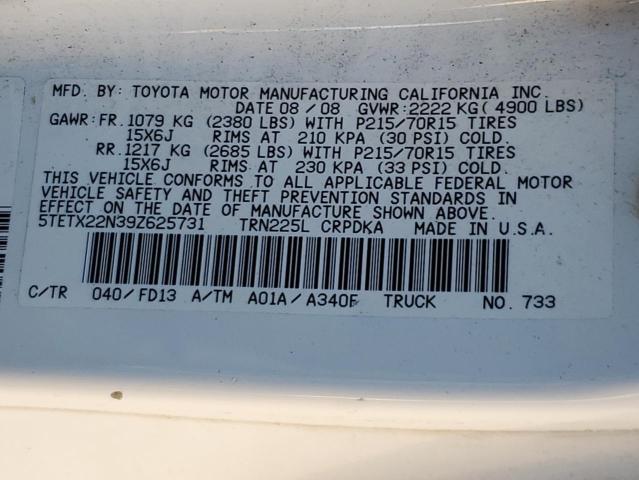 MFD. BY: TOYOTA MOTOR MANUFACTURING CALIFORNIA INC.
DATE 08/08 GVWR: 2222 KG( 4900 LBS)
GAWR: FR. 1079 KG (2380 LBS) WITH P215/70R15 TIRES
15X6J RIMS AT 210 KPA (30 PSI) COLD.
RR. 1217 KG (2685 LBS) WITH P215/70R15 TIRES
15X6J RIMS AT 230 KPA (33 PSI) COLD.
THIS VEHICLE CONFORMS TO ALL APPLICABLE FEDERAL MOTOR
VEHICLE SAFETY AND THEFT PREVENTION STANDARDS IN
EFFECT ON THE DATE OF MANUFACTURE SHOWN ABOVE.
5TETX22N39Z625731 TRN225L CRPDKA MADE IN U.S.A.
C/TR 040/FD13 A/TM A01A/A340F TRUCK NO. 733